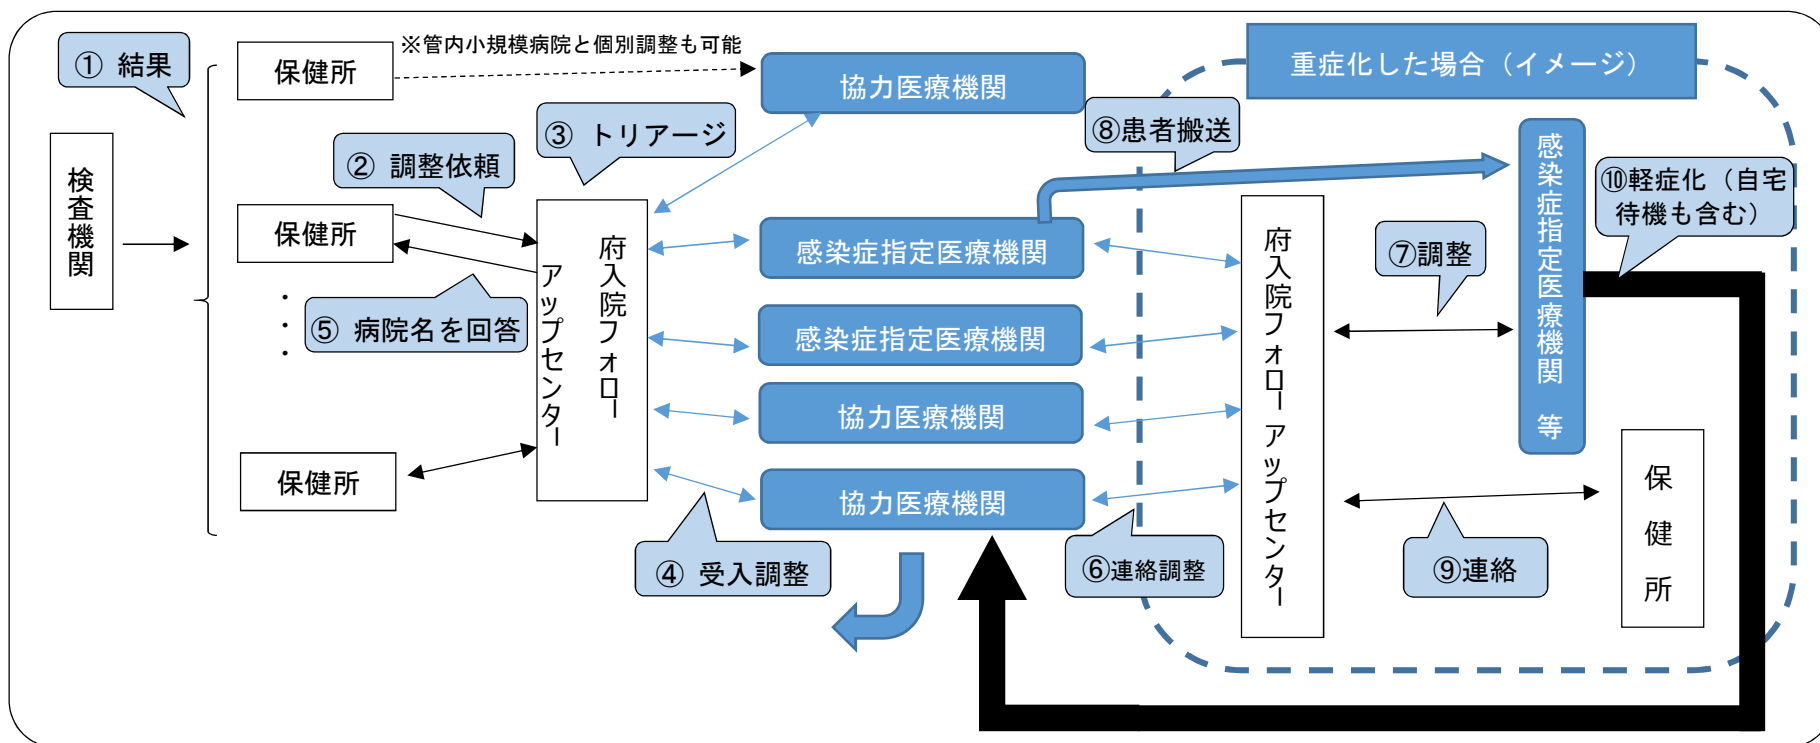 ① 結果
保健所
※管内小規模病院と個別調整も可能
協力医療機関
重症化した場合（イメージ）
検査機関
② 調整依頼
③ トリアージ
⑧患者搬送
感染症指定医療機関 等
⑩軽症化（自宅
待機も含む）
保健所
・
・
・
⑤ 病院名を回答
府入院フォロー
アップセンター
感染症指定医療機関
感染症指定医療機関
協力医療機関
協力医療機関
府入院フォロー アップセンター
⑦調整
保健所
④ 受入調整
⑥連絡調整
⑨連絡
保健所